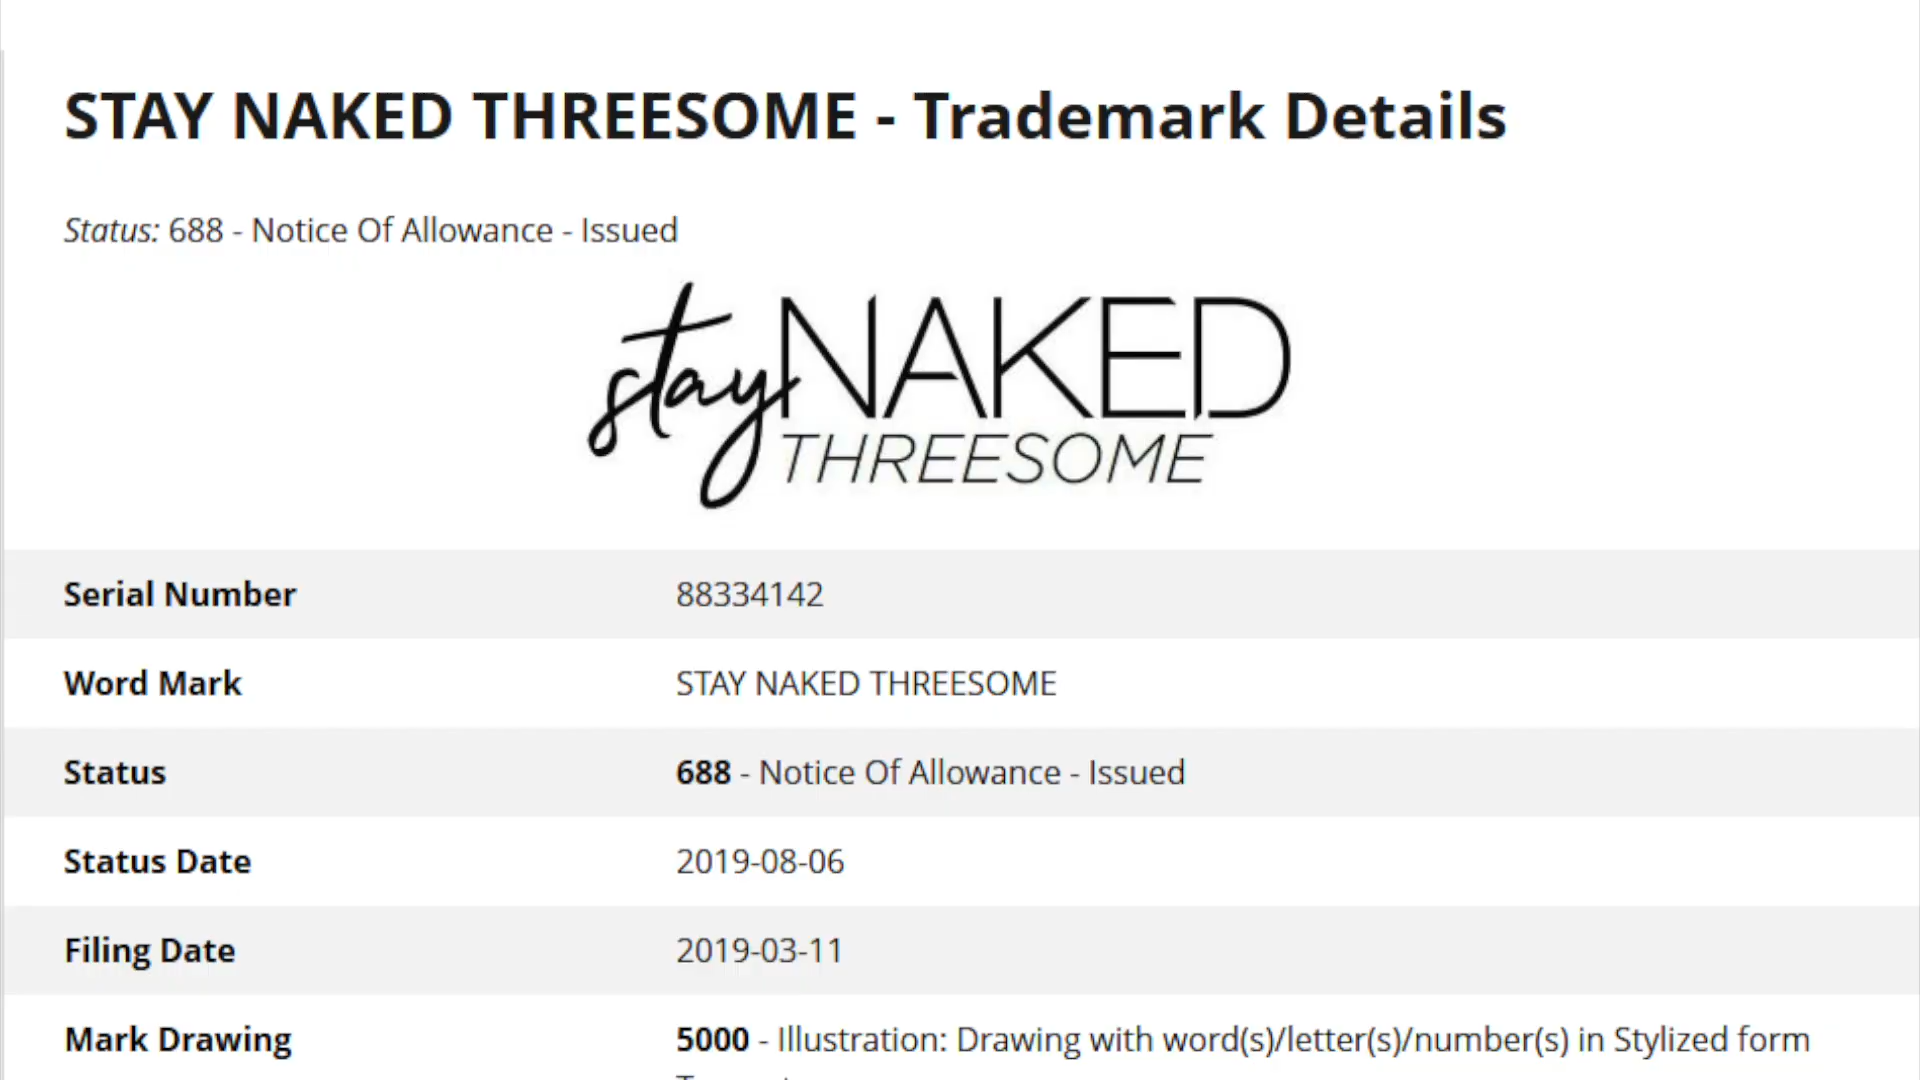 STAY NAKED THREESOME - Trademark Details
Status: 688 - Notice Of Allowance - Issued
stay NAKED
THREESOME
Serial Number 88334142
Word Mark STAY NAKED THREESOME
Status 688 - Notice Of Allowance - Issued
Status Date 2019-08-06
Filing Date 2019-03-11
Mark Drawing 5000 - Illustration: Drawing with word(s)/letter(s)/number(s) in Stylized form